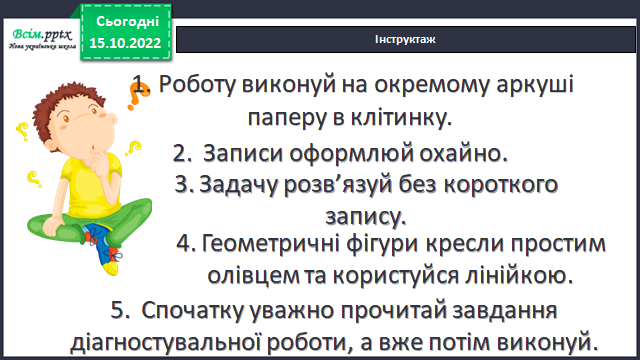 Всім.pptx
Нова українська школа
Сьогодні
15.10.2022
Інструктаж
1. Роботу виконуй на окремому аркуші
паперу в клітинку.
2. Записи оформлюй охайно.
3. Задачу розв’язуй без короткого
запису.
4. Геометричні фігури кресли простим
олівцем та користуйся лінійкою.
5. Спочатку уважно прочитай завдання
діагностувальної роботи, а вже потім виконуй.